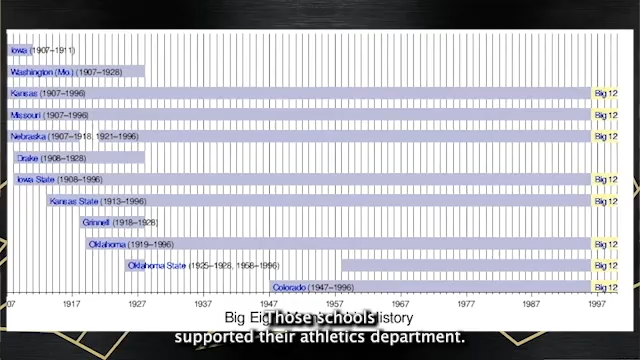 Iowa (1907–1911)
Washington (Mo.) (1907–1928)
Kansas (1907–1996) Big 12
Missouri (1907–1996) Big 12
Nebraska (1907–1918, 1921–1996) Big 12
Drake (1908–1928)
Iowa State (1908–1996) Big 12
Kansas State (1913–1996) Big 12
Grinnell (1918–1928)
Oklahoma (1919–1996) Big 12
Oklahoma State (1925–1928, 1958–1996) Big 12
Colorado (1947–1996) Big 12
07 1917 1927 1937 1947 1957 1967 1977 1987 1997
Big Eig
istory
Those schools
supported their athletics department.